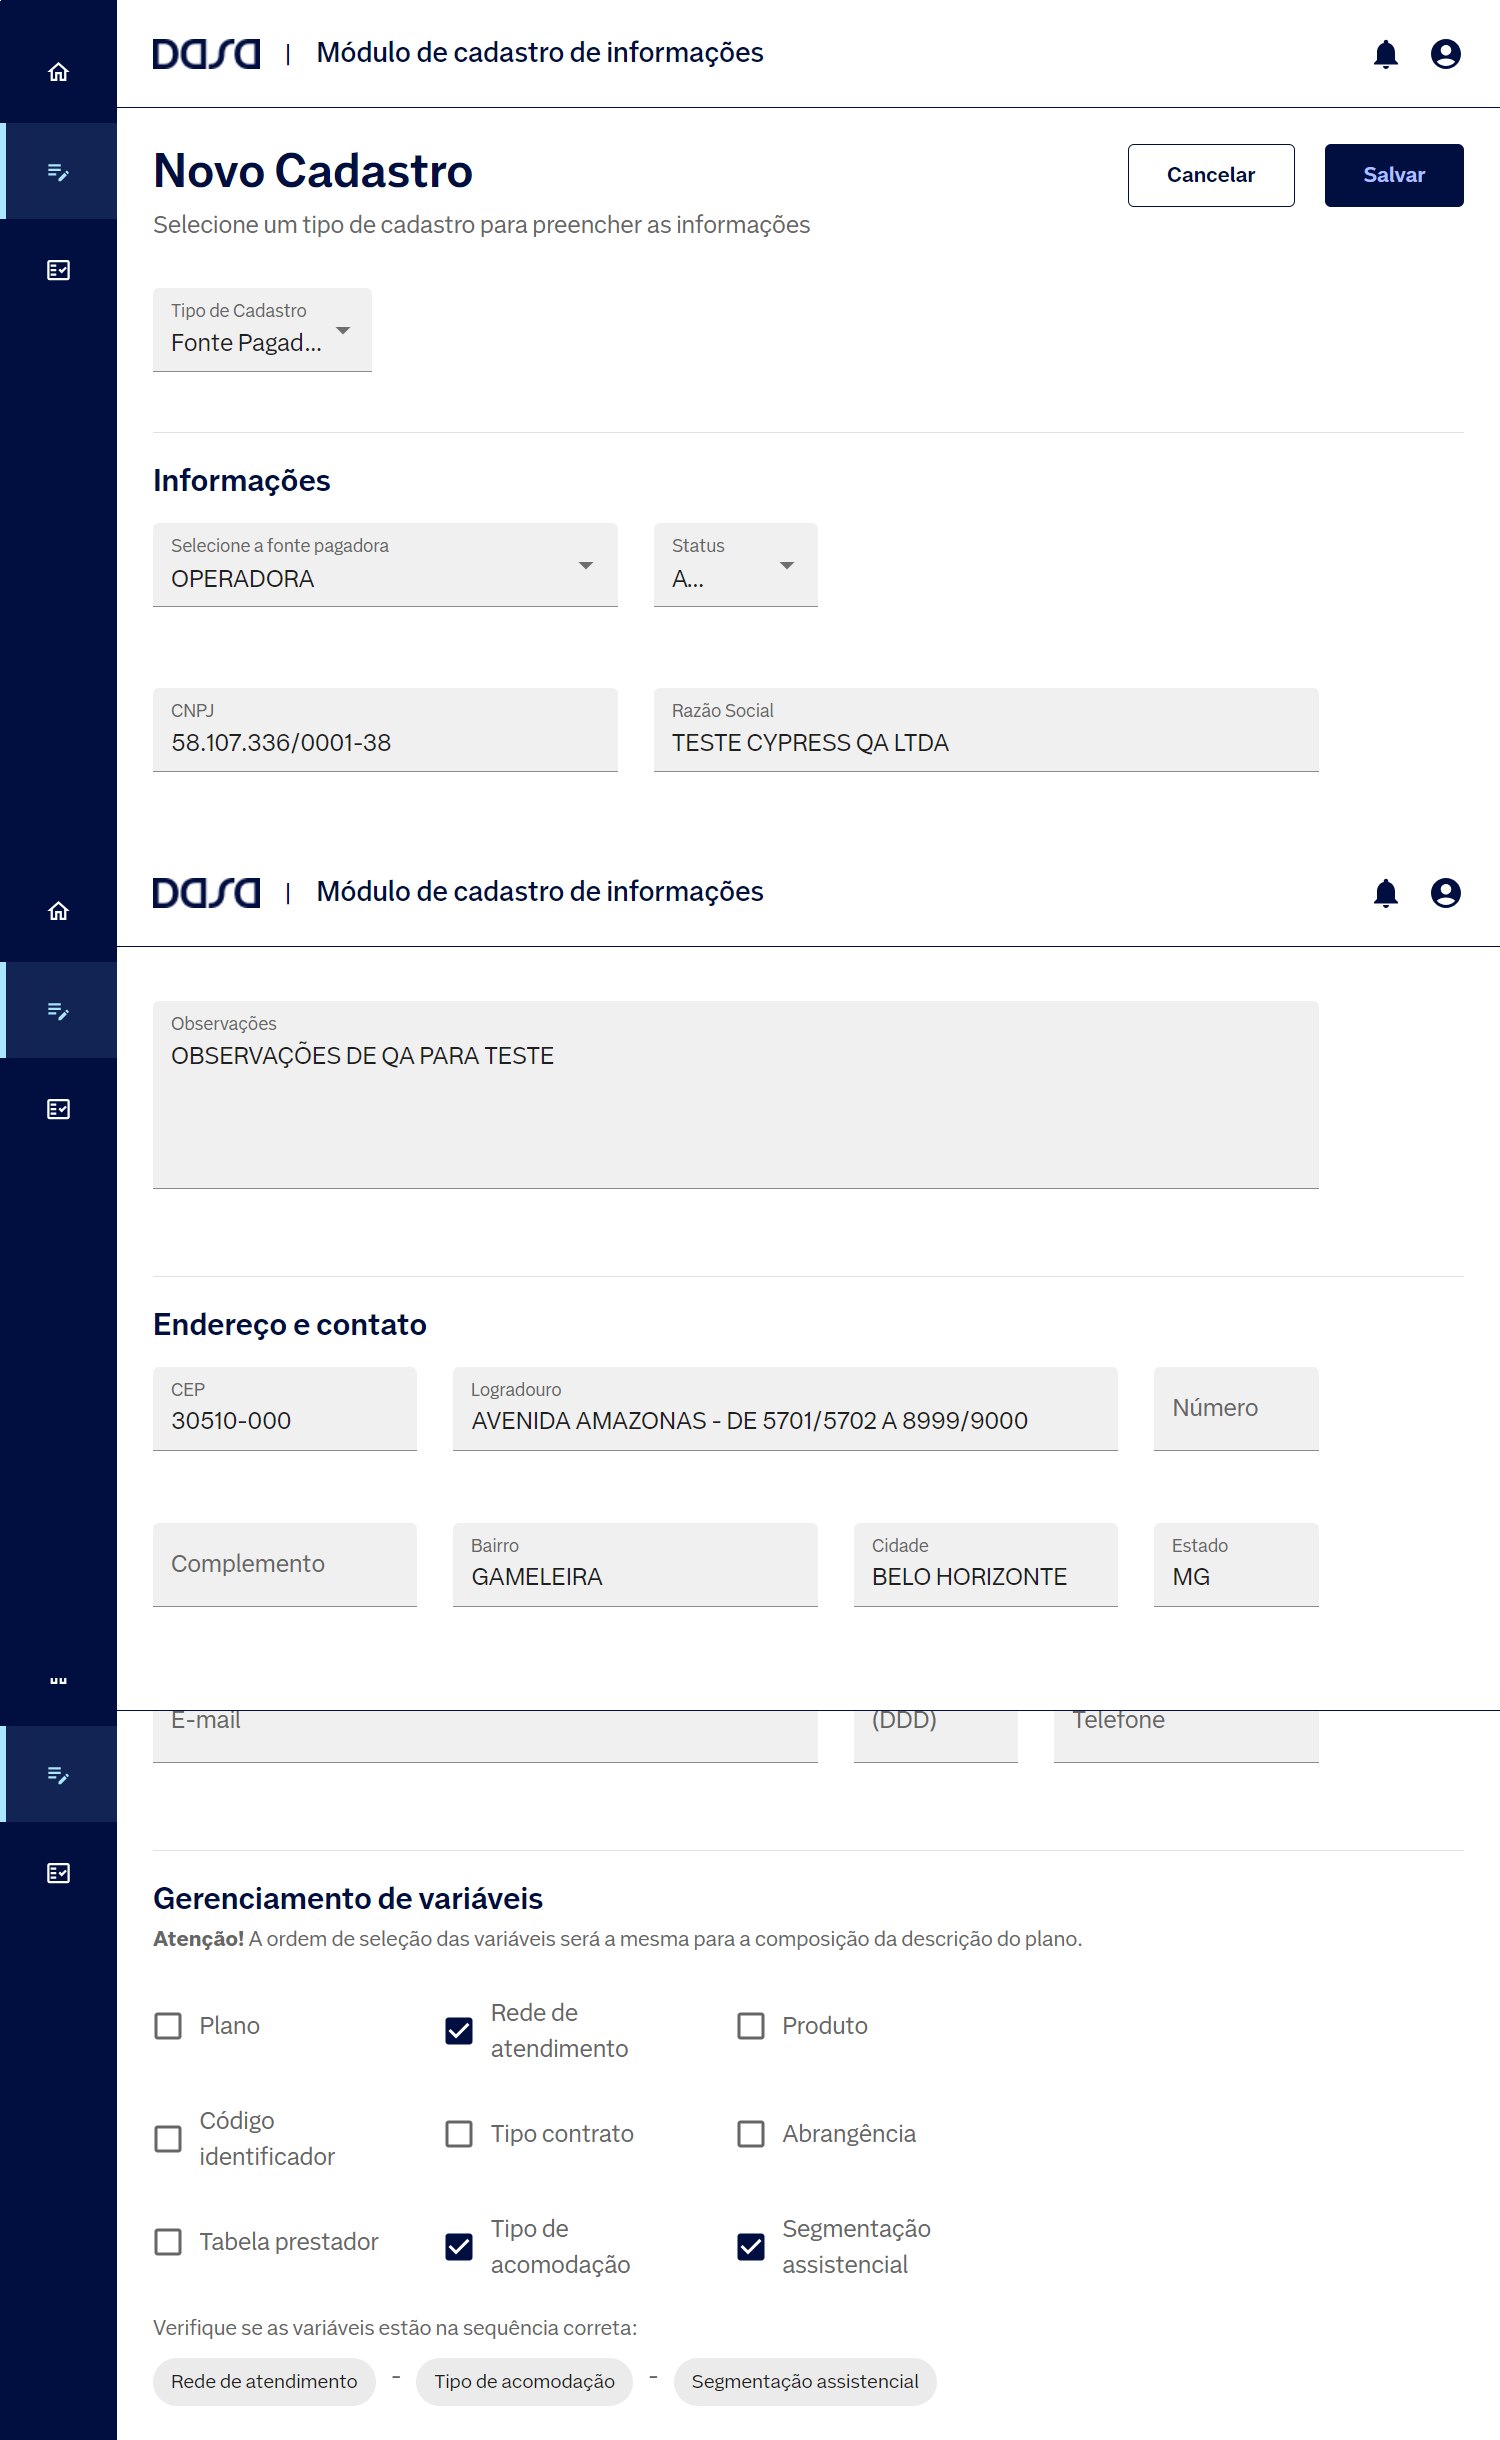 Dasa | Módulo de cadastro de informações
Novo Cadastro
Cancelar
Salvar
Selecione um tipo de cadastro para preencher as informações
Tipo de Cadastro
Fonte Pagad...
Informações
Selecione a fonte pagadora
OPERADORA
Status
A...
CNPJ
58.107.336/0001-38
Razão Social
TESTE CYPRESS QA LTDA
Dasa | Módulo de cadastro de informações
Observações
OBSERVAÇÕES DE QA PARA TESTE
Endereço e contato
CEP
30510-000
Logradouro
AVENIDA AMAZONAS - DE 5701/5702 A 8999/9000
Número
Complemento
Bairro
GAMELEIRA
Cidade
BELO HORIZONTE
Estado
MG
E-mail
(DDD)
Telefone
Gerenciamento de variáveis
Atenção! A ordem de seleção das variáveis será a mesma para a composição da descrição do plano.
Plano
Rede de
atendimento
Produto
Código
identificador
Tipo contrato
Abrangência
Tabela prestador
Tipo de
acomodação
Segmentação
assistencial
Verifique se as variáveis estão na sequência correta:
Rede de atendimento - Tipo de acomodação - Segmentação assistencial